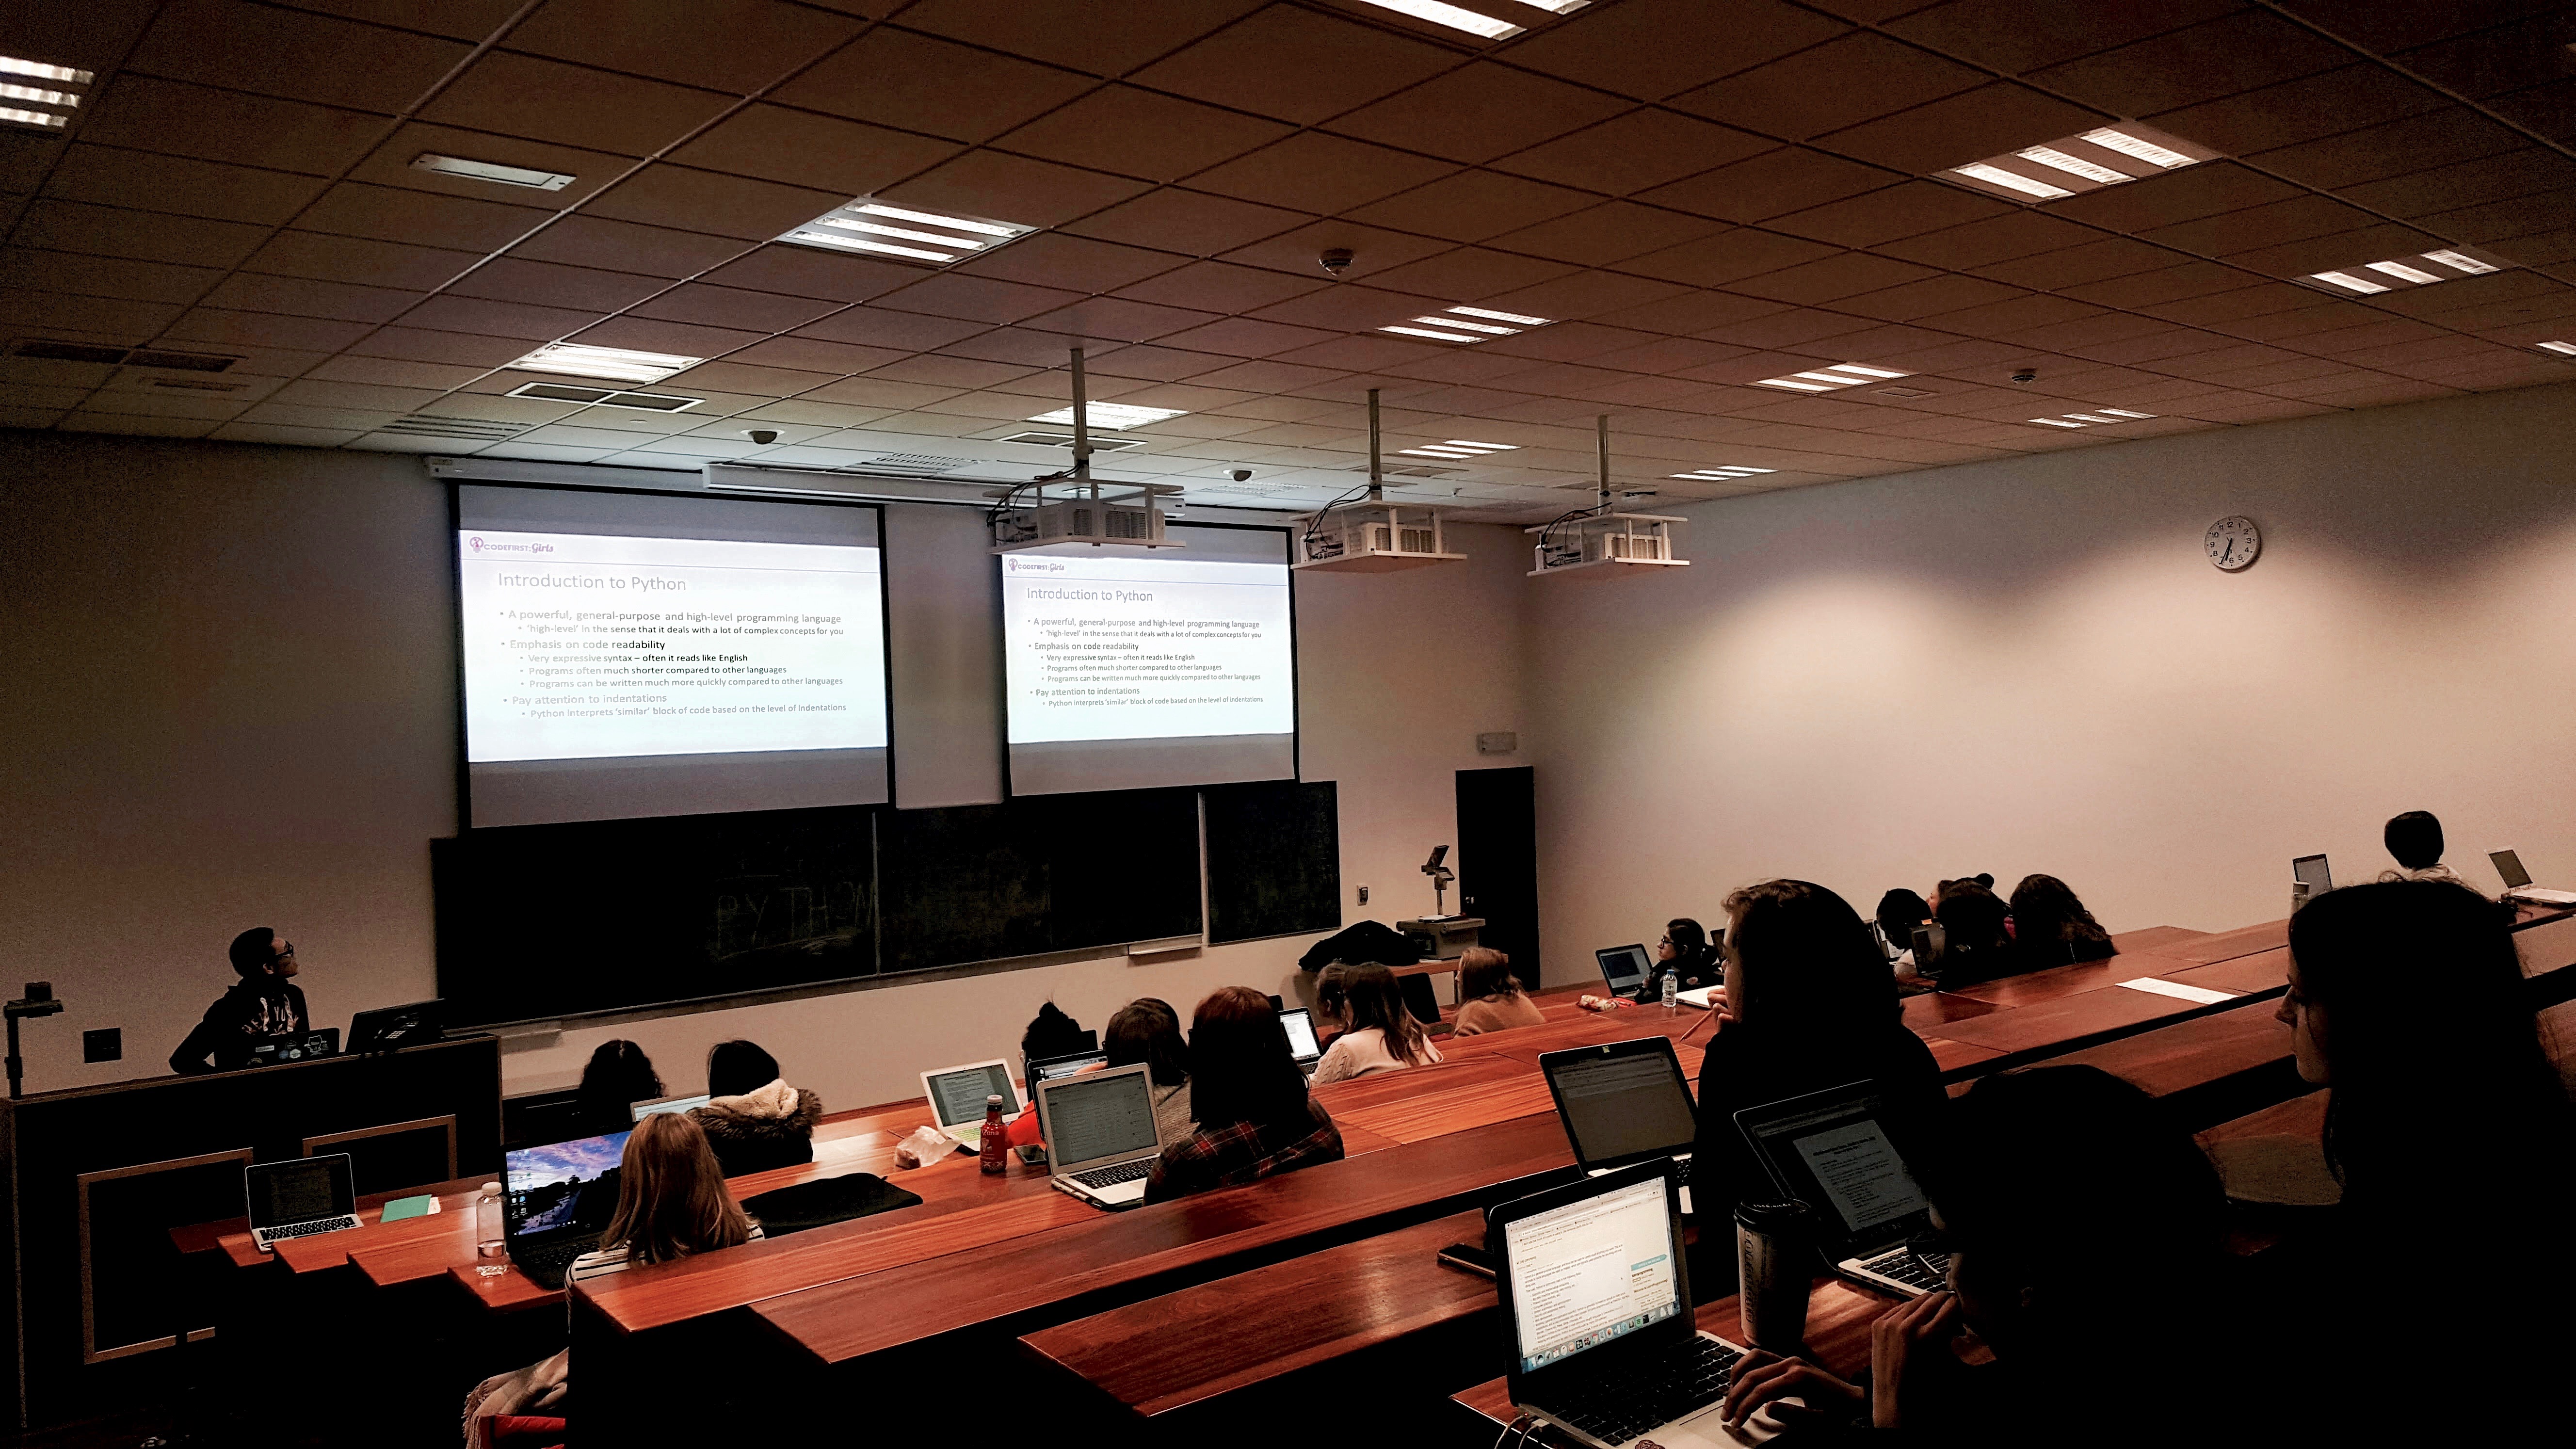 CODEFIRST: Girls
Introduction to Python
• A powerful, general-purpose and high-level programming language
• 'high-level' in the sense that it deals with a lot of complex concepts for you
• Emphasis on code readability
• Very expressive syntax – often it reads like English
• Programs often much shorter compared to other languages
• Programs can be written much more quickly compared to other languages
• Pay attention to indentations
• Python interprets 'similar' block of code based on the level of indentations
CODEFIRST: Girls
Introduction to Python
• A powerful, general-purpose and high-level programming language
• 'high-level' in the sense that it deals with a lot of complex concepts for you
• Emphasis on code readability
• Very expressive syntax – often it reads like English
• Programs often much shorter compared to other languages
• Programs can be written much more quickly compared to other languages
• Pay attention to indentations
• Python interprets 'similar' block of code based on the level of indentations
PYTHON